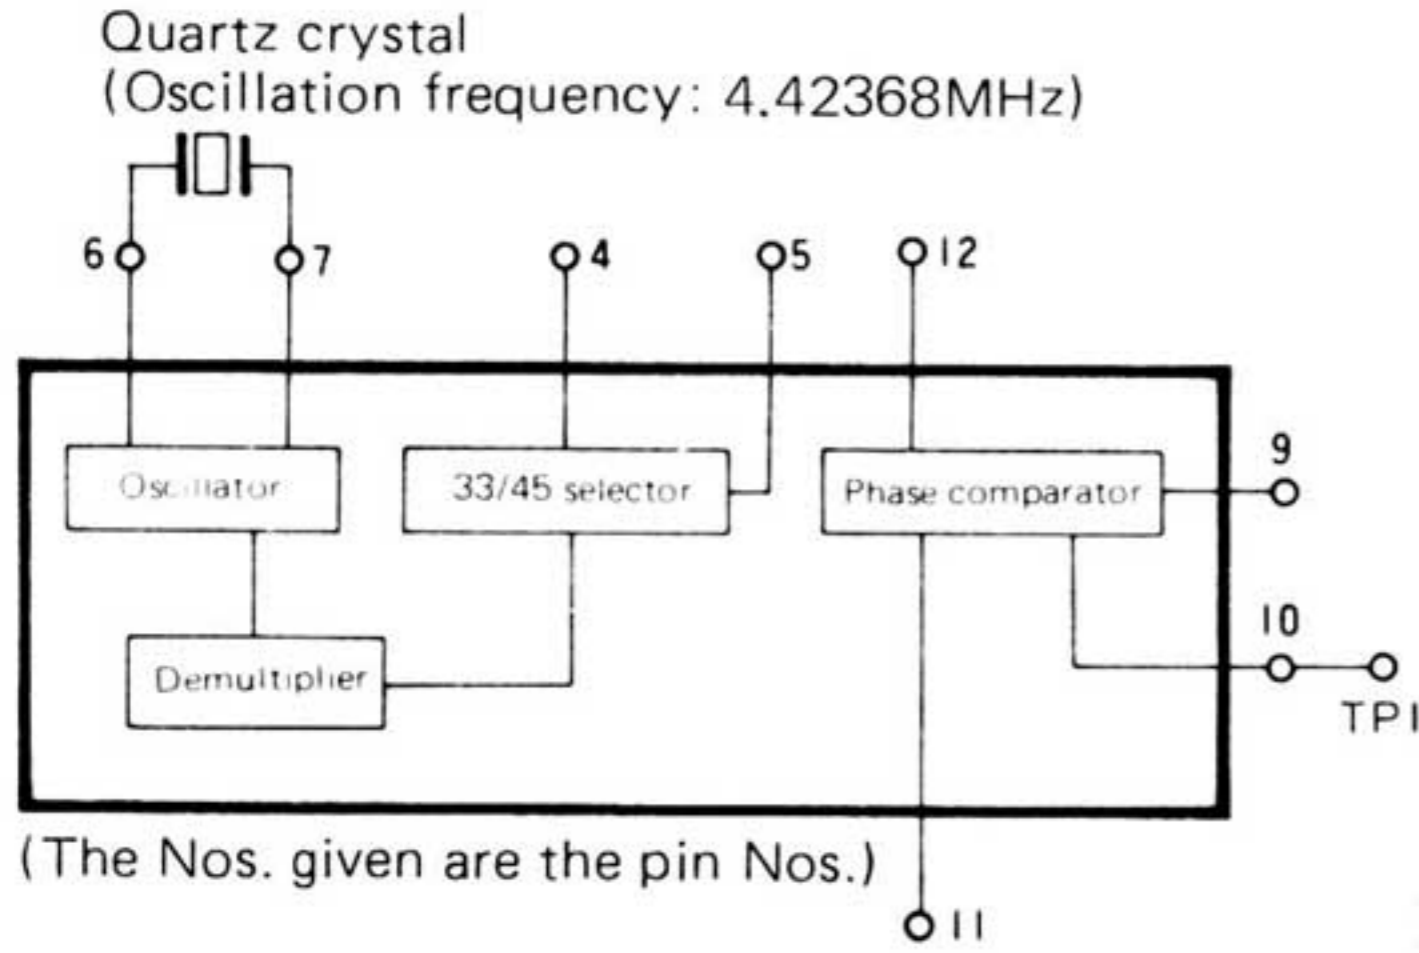 Quartz crystal
(Oscillation frequency: 4.42368MHz)
6
7
4
5
12
Oscillator
33/45 selector
Phase comparator
9
Demultiplier
10
TP1
(The Nos. given are the pin Nos.)
11